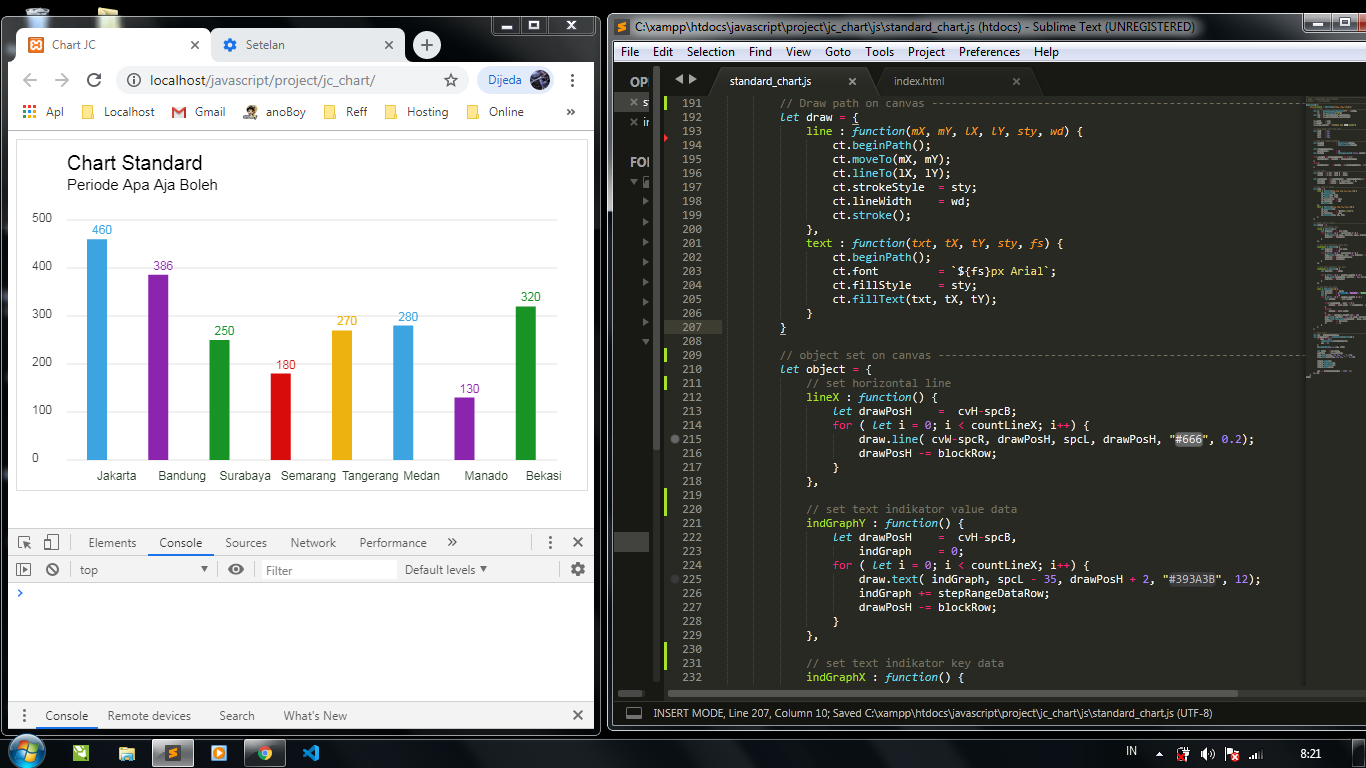 Chart JC
Setelan
localhost/javascript/project/jc_chart/
Dijeda
Apl Localhost Gmail anoBoy Reff Hosting Online »
Chart Standard
Periode Apa Aja Boleh
500
460
400
386
300
320
280
270
250
200
180
100
130
0
Jakarta Bandung Surabaya Semarang Tangerang Medan Manado Bekasi
Elements Console Sources Network Performance »
top Filter Default levels
>
Console Remote devices Search What's New
C:\xampp\htdocs\javascript\project\jc_chart\js\standard_chart.js (htdocs) - Sublime Text (UNREGISTERED)
File Edit Selection Find View Goto Tools Project Preferences Help
standard_chart.js
index.html
191 // Draw path on canvas ---------------------------------------------------------
192 let draw = {
193 line : function(mX, mY, lX, lY, sty, wd) {
194 ct.beginPath();
195 ct.moveTo(mX, mY);
196 ct.lineTo(lX, lY);
197 ct.strokeStyle = sty;
198 ct.lineWidth = wd;
199 ct.stroke();
200 },
201 text : function(txt, tX, tY, sty, fs) {
202 ct.beginPath();
203 ct.font = `${fs}px Arial`;
204 ct.fillStyle = sty;
205 ct.fillText(txt, tX, tY);
206 }
207 }
208
209 // object set on canvas --------------------------------------------------------
210 let object = {
211 // set horizontal line
212 lineX : function() {
213 let drawPosH = cvH-spcB;
214 for ( let i = 0; i < countLineX; i++) {
215 draw.line( cvW-spcR, drawPosH, spcL, drawPosH, "#666", 0.2);
216 drawPosH -= blockRow;
217 }
218 },
219
220 // set text indikator value data
221 indGraphY : function() {
222 let drawPosH = cvH-spcB,
223 indGraph = 0;
224 for ( let i = 0; i < countLineX; i++) {
225 draw.text( indGraph, spcL - 35, drawPosH + 2, "#393A3B", 12);
226 indGraph += stepRangeDataRow;
227 drawPosH -= blockRow;
228 }
229 },
230
231 // set text indikator key data
232 indGraphX : function() {
INSERT MODE, Line 207, Column 10; Saved C:\xampp\htdocs\javascript\project\jc_chart\js\standard_chart.js (UTF-8)
IN
8:21